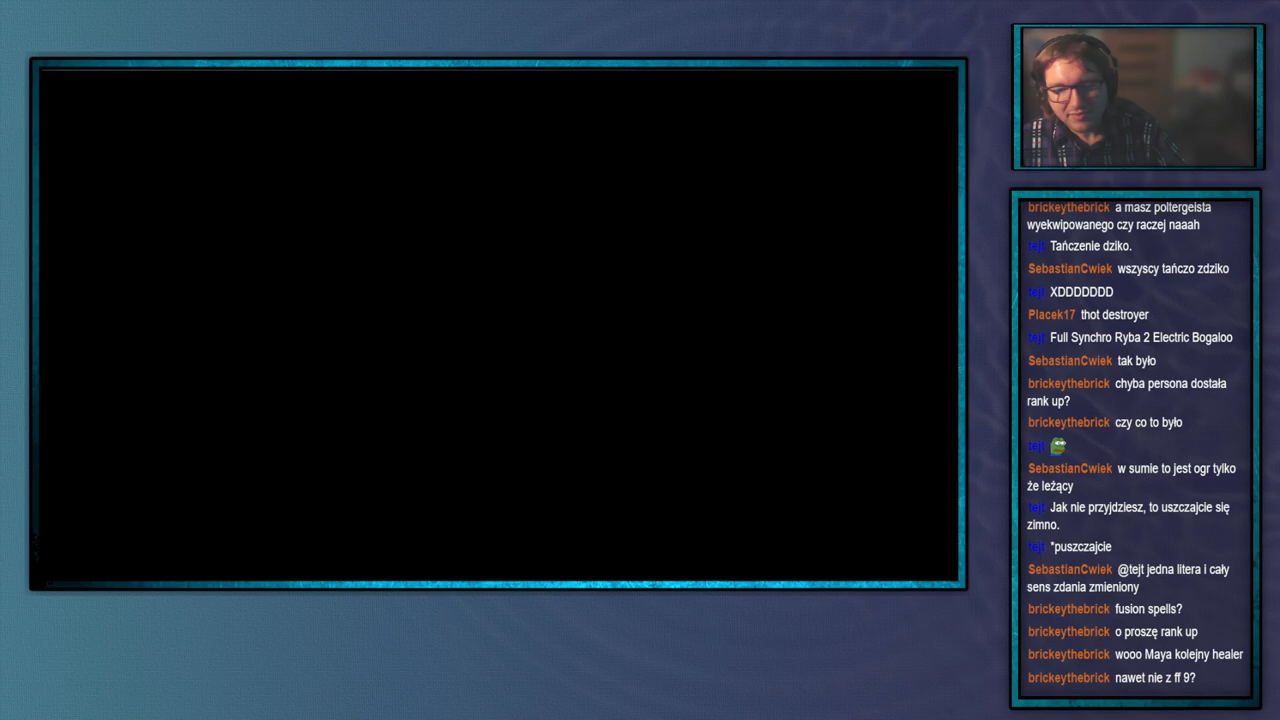 brickeythebrick a masz poltergeista
wyekwipowanego czy raczej naaah
tejt Tańczenie dziko.
SebastianCwiek wszyscy tańczo zdziko
tejt XDDDDDDD
Placek17 thot destroyer
tejt Full Synchro Ryba 2 Electric Bogaloo
SebastianCwiek tak było
brickeythebrick chyba persona dostała
rank up?
brickeythebrick czy co to było
tejt
SebastianCwiek w sumie to jest ogr tylko
że leżący
tejt Jak nie przyjdziesz, to uszczajcie się
zimno.
tejt *puszczajcie
SebastianCwiek @tejt jedna litera i cały
sens zdania zmieniony
brickeythebrick fusion spells?
brickeythebrick o proszę rank up
brickeythebrick wooo Maya kolejny healer
brickeythebrick nawet nie z ff 9?